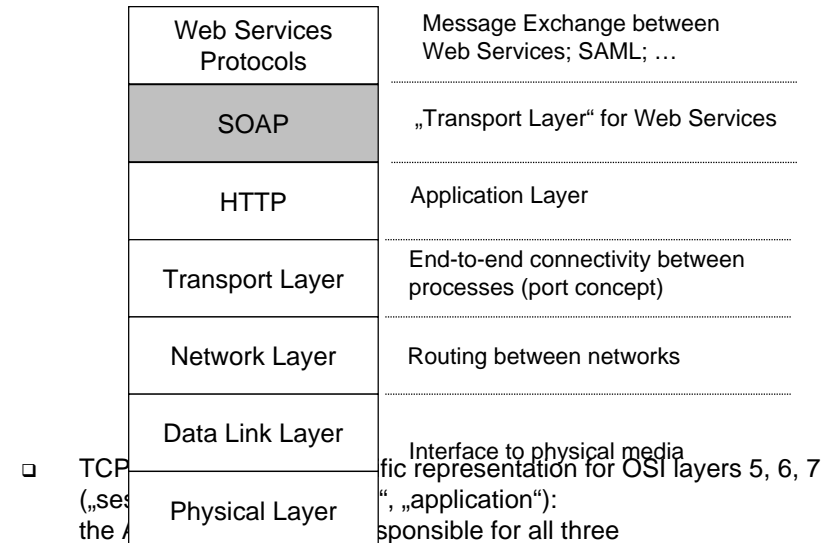 Web Services
Protocols
Message Exchange between
Web Services; SAML; …
SOAP
„Transport Layer“ for Web Services
HTTP
Application Layer
Transport Layer
End-to-end connectivity between
processes (port concept)
Network Layer
Routing between networks
Data Link Layer
Interface to physical media
Physical Layer
❑ TCP fic representation for OSI layers 5, 6, 7
(„ses “, „application“):
the A sponsible for all three